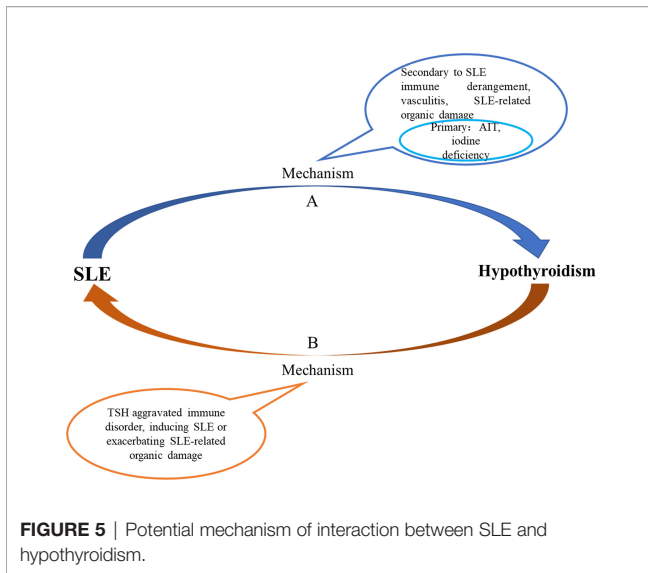 Secondary to SLE
immune derangement,
vasculitis, SLE-related
organic damage
Primary: AIT,
iodine
deficiency
Mechanism
A
SLE
Hypothyroidism
B
Mechanism
TSH aggravated immune
disorder, inducing SLE or
exacerbating SLE-related
organic damage
FIGURE 5 | Potential mechanism of interaction between SLE and
hypothyroidism.